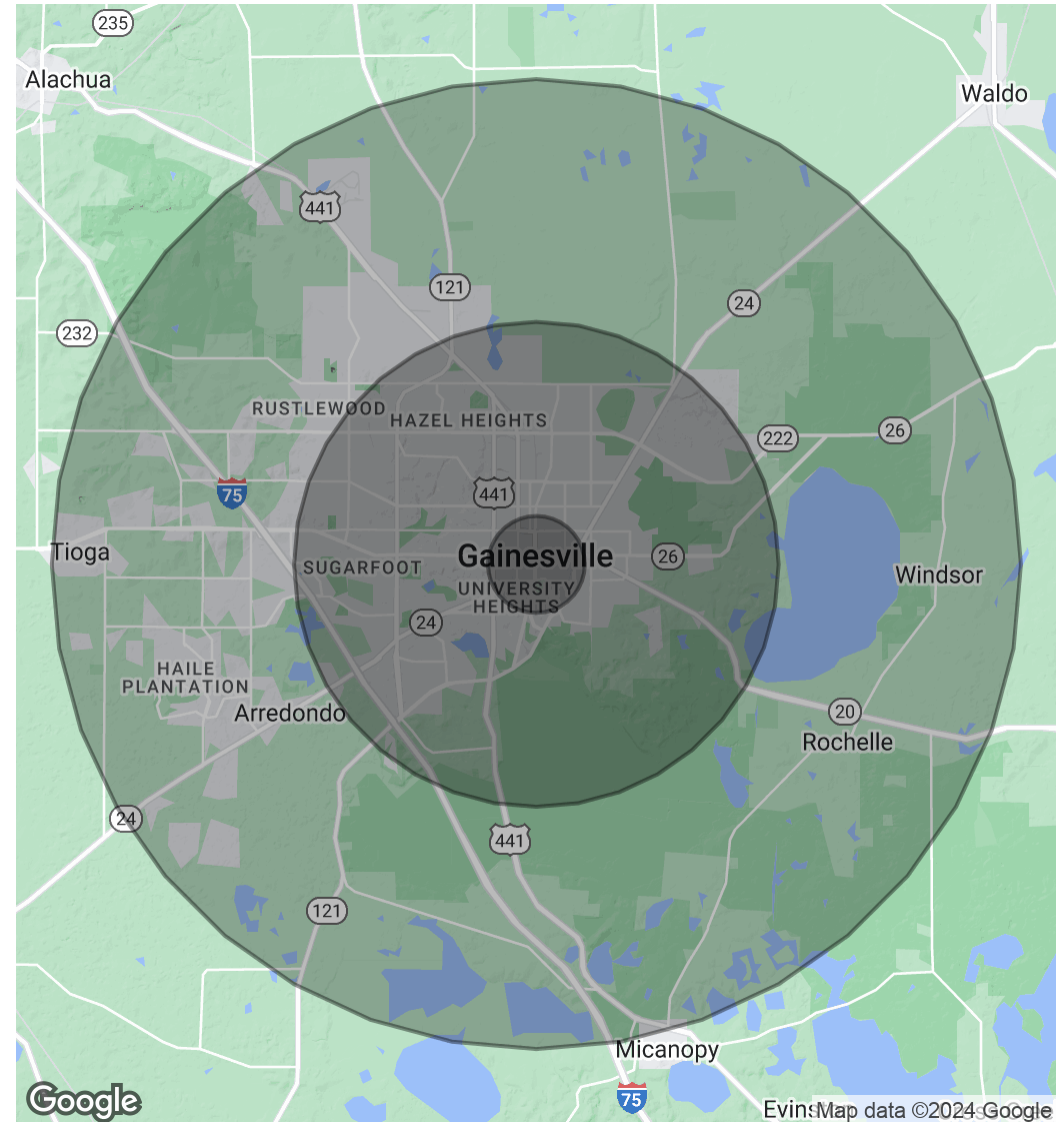 235
Alachua
Waldo
441
121
24
232
RUSTLEWOOD
HAZEL HEIGHTS
26
222
441
75
Tioga
Gainesville
26
SUGARFOOT
Windsor
UNIVERSITY
HEIGHTS
24
HAILE
PLANTATION
Arredondo
20
Rochelle
24
441
121
Micanopy
75
Google
Map data ©2024 Google